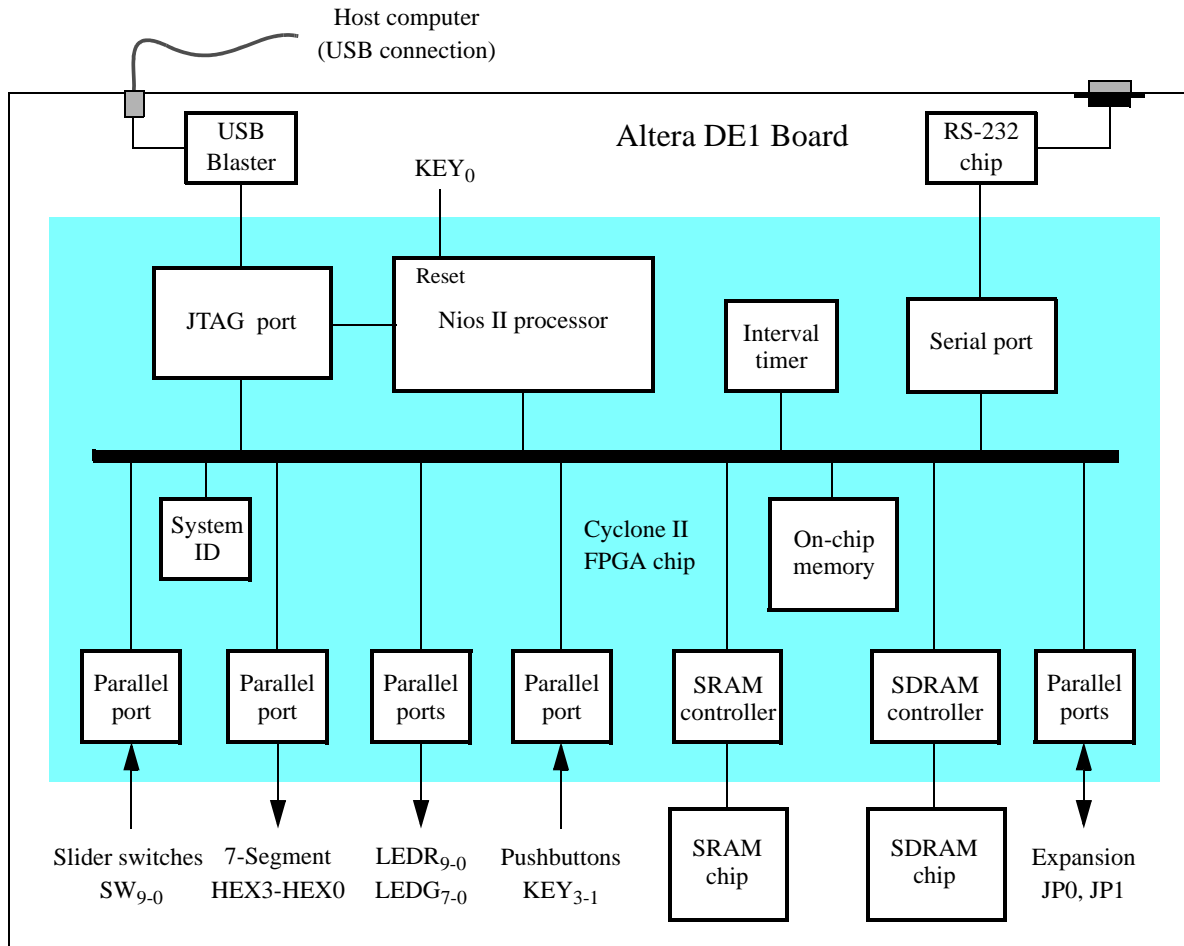 Host computer
(USB connection)
USB
Blaster
Altera DE1 Board
RS-232
chip
KEY0
Reset
JTAG port
Nios II processor
Interval
timer
Serial port
System
ID
Cyclone II
FPGA chip
On-chip
memory
Parallel
port
Parallel
port
Parallel
ports
Parallel
port
SRAM
controller
SDRAM
controller
Parallel
ports
Slider switches
SW9-0
7-Segment
HEX3-HEX0
LEDR9-0
LEDG7-0
Pushbuttons
KEY3-1
SRAM
chip
SDRAM
chip
Expansion
JP0, JP1